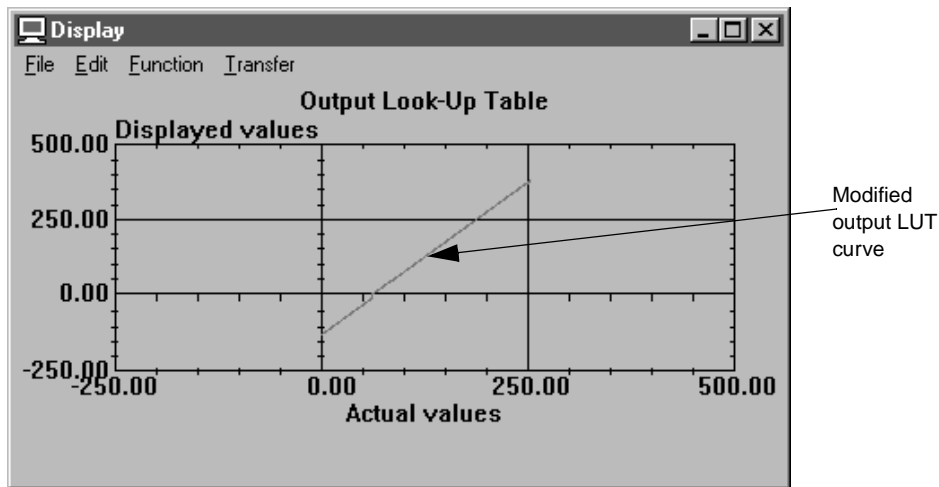 Display
File Edit Function Transfer
Output Look-Up Table
Displayed values
500.00
250.00
0.00
-250.00
-250.00 0.00 250.00 500.00
Actual values
Modified
output LUT
curve